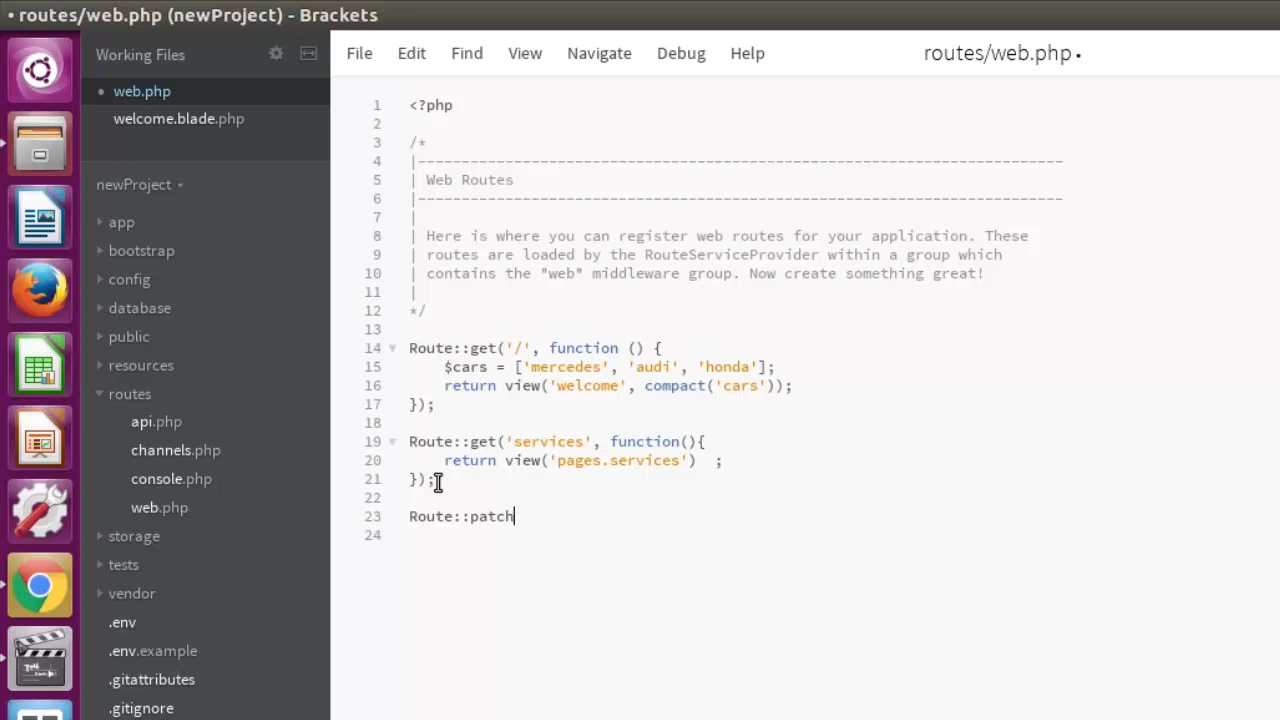 • routes/web.php (newProject) - Brackets
Working Files
• web.php
welcome.blade.php
newProject
app
bootstrap
config
database
public
resources
routes
api.php
channels.php
console.php
web.php
storage
tests
vendor
.env
.env.example
.gitattributes
.gitignore
File Edit Find View Navigate Debug Help
routes/web.php •
1 <?php
2
3 /*
4 |--------------------------------------------------------------------------
5 | Web Routes
6 |--------------------------------------------------------------------------
7 |
8 | Here is where you can register web routes for your application. These
9 | routes are loaded by the RouteServiceProvider within a group which
10 | contains the "web" middleware group. Now create something great!
11 |
12 */
13
14 Route::get('/', function () {
15     $cars = ['mercedes', 'audi', 'honda'];
16     return view('welcome', compact('cars'));
17 });
18
19 Route::get('services', function(){
20     return view('pages.services')  ;
21 });
22
23 Route::patch
24